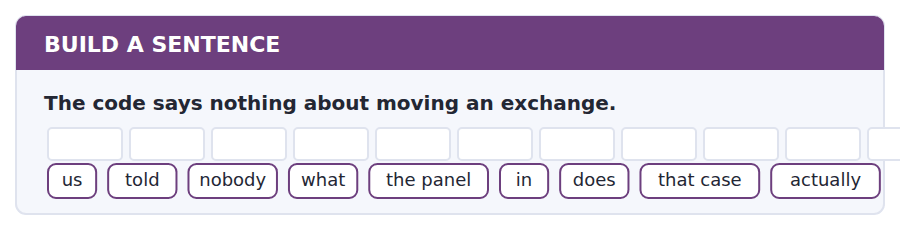 BUILD A SENTENCE
The code says nothing about moving an exchange.
us told nobody what the panel in does that case actually